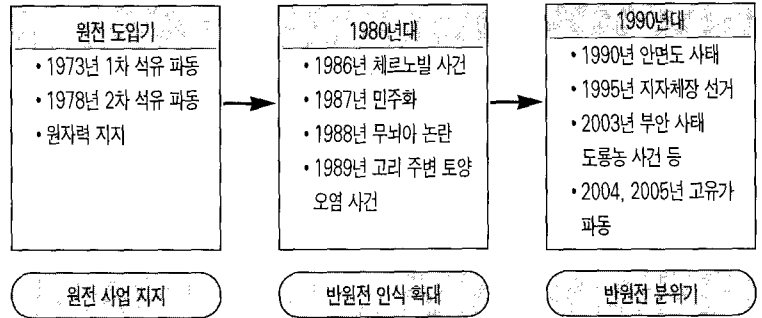 원전 도입기
• 1973년 1차 석유 파동
• 1978년 2차 석유 파동
• 원자력 지지
1980년대
• 1986년 체르노빌 사건
• 1987년 민주화
• 1988년 무뇌아 논란
• 1989년 고리 주변 토양
오염 사건
1990년대
• 1990년 안면도 사태
• 1995년 지자체장 선거
• 2003년 부안 사태
도룡농 사건 등
• 2004, 2005년 고유가
파동
원전 사업 지지
반원전 인식 확대
반원전 분위기